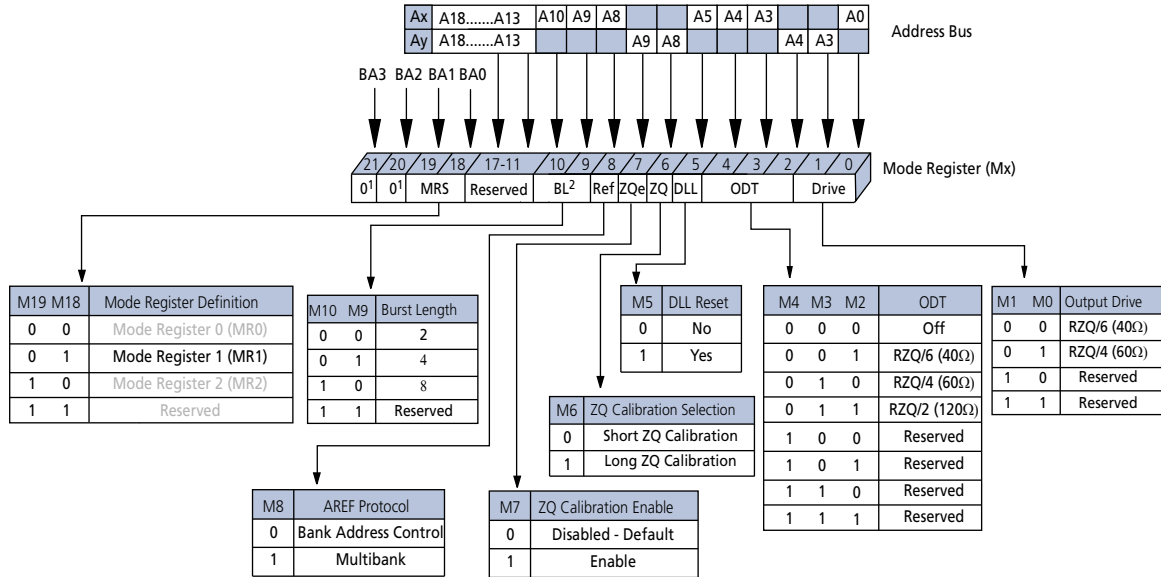 Ax A18.......A13 A10 A9 A8 A5 A4 A3 A0
Address Bus
Ay A18.......A13 A9 A8 A4 A3
BA3 BA2 BA1 BA0
21 20 19 18 17-11 10 9 8 7 6 5 4 3 2 1 0
Mode Register (Mx)
0¹ 0¹ MRS Reserved BL² Ref ZQe ZQ DLL ODT Drive
M19 M18 Mode Register Definition
0 0 Mode Register 0 (MR0)
0 1 Mode Register 1 (MR1)
1 0 Mode Register 2 (MR2)
1 1 Reserved
M10 M9 Burst Length
0 0 2
0 1 4
1 0 8
1 1 Reserved
M5 DLL Reset
0 No
1 Yes
M4 M3 M2 ODT
0 0 0 Off
0 0 1 RZQ/6 (40Ω)
0 1 0 RZQ/4 (60Ω)
0 1 1 RZQ/2 (120Ω)
1 0 0 Reserved
1 0 1 Reserved
1 1 0 Reserved
1 1 1 Reserved
M1 M0 Output Drive
0 0 RZQ/6 (40Ω)
0 1 RZQ/4 (60Ω)
1 0 Reserved
1 1 Reserved
M6 ZQ Calibration Selection
0 Short ZQ Calibration
1 Long ZQ Calibration
M8 AREF Protocol
0 Bank Address Control
1 Multibank
M7 ZQ Calibration Enable
0 Disabled - Default
1 Enable